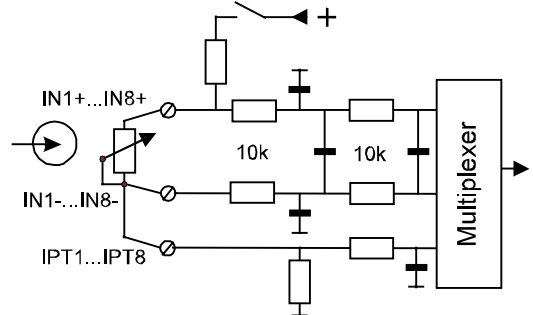 +
IN1+...IN8+
10k
10k
IN1-...IN8-
IPT1...IPT8
Multiplexer